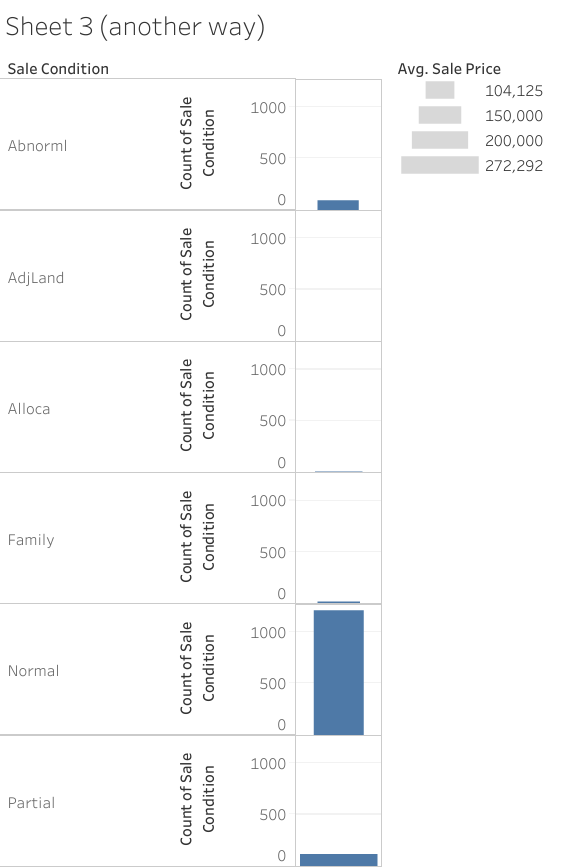 Sheet 3 (another way)
Sale Condition
Avg. Sale Price
104,125
150,000
200,000
272,292
Abnorml
Count of Sale
Condition
1000
500
0
AdjLand
Count of Sale
Condition
1000
500
0
Alloca
Count of Sale
Condition
1000
500
0
Family
Count of Sale
Condition
1000
500
0
Normal
Count of Sale
Condition
1000
500
0
Partial
Count of Sale
Condition
1000
500
0